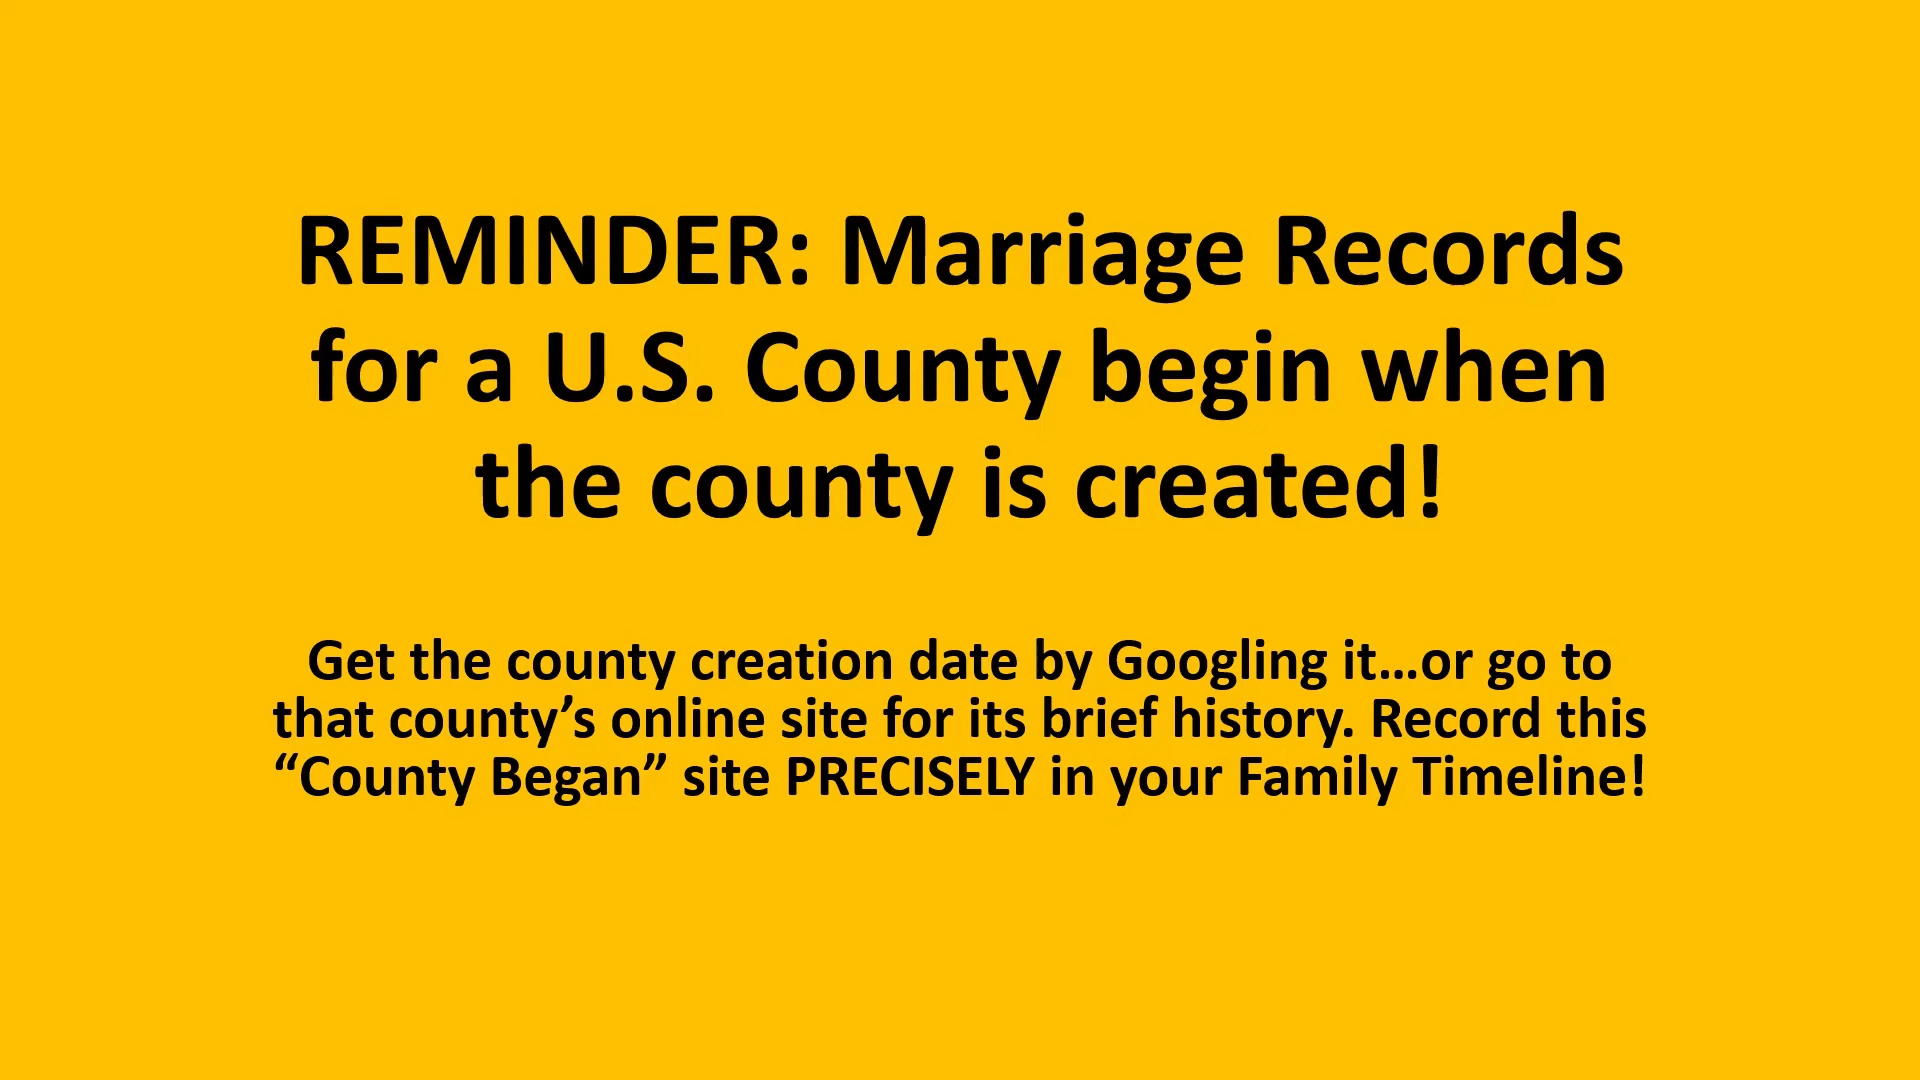 REMINDER: Marriage Records
for a U.S. County begin when
the county is created!
Get the county creation date by Googling it…or go to
that county’s online site for its brief history. Record this
“County Began” site PRECISELY in your Family Timeline!